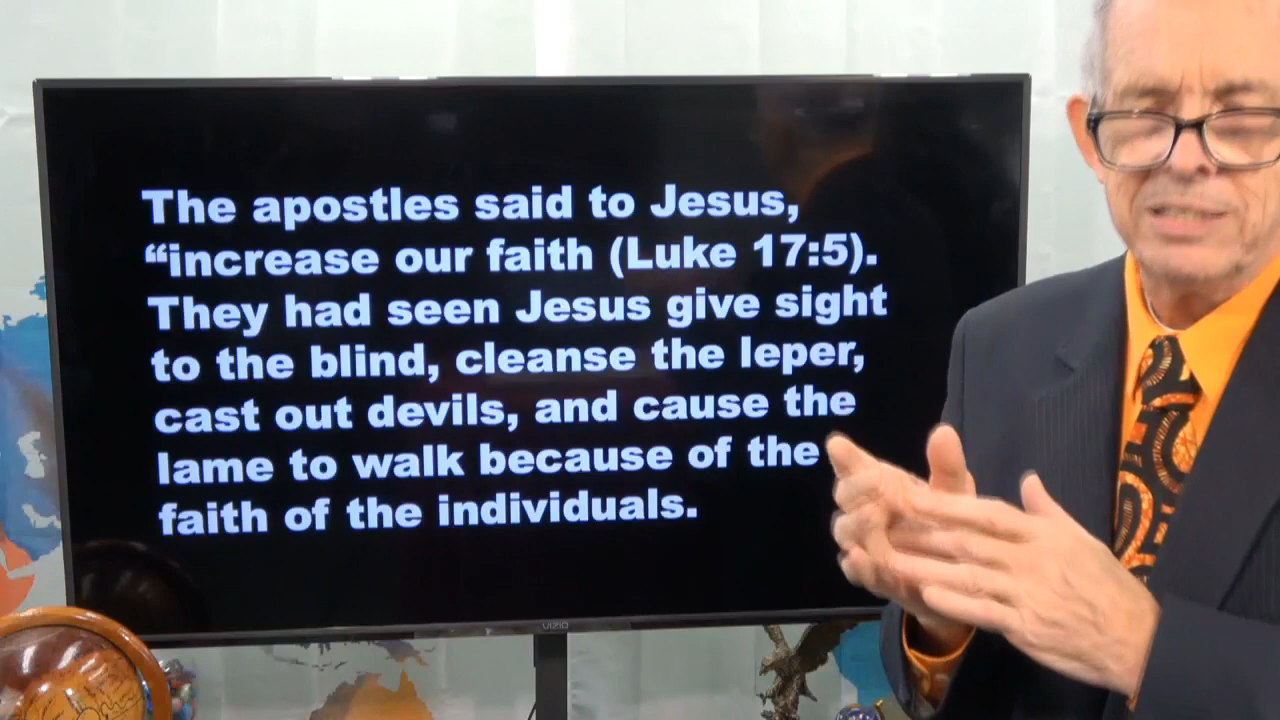 The apostles said to Jesus,
“increase our faith (Luke 17:5).
They had seen Jesus give sight
to the blind, cleanse the leper,
cast out devils, and cause the
lame to walk because of the
faith of the individuals.
VIZIO